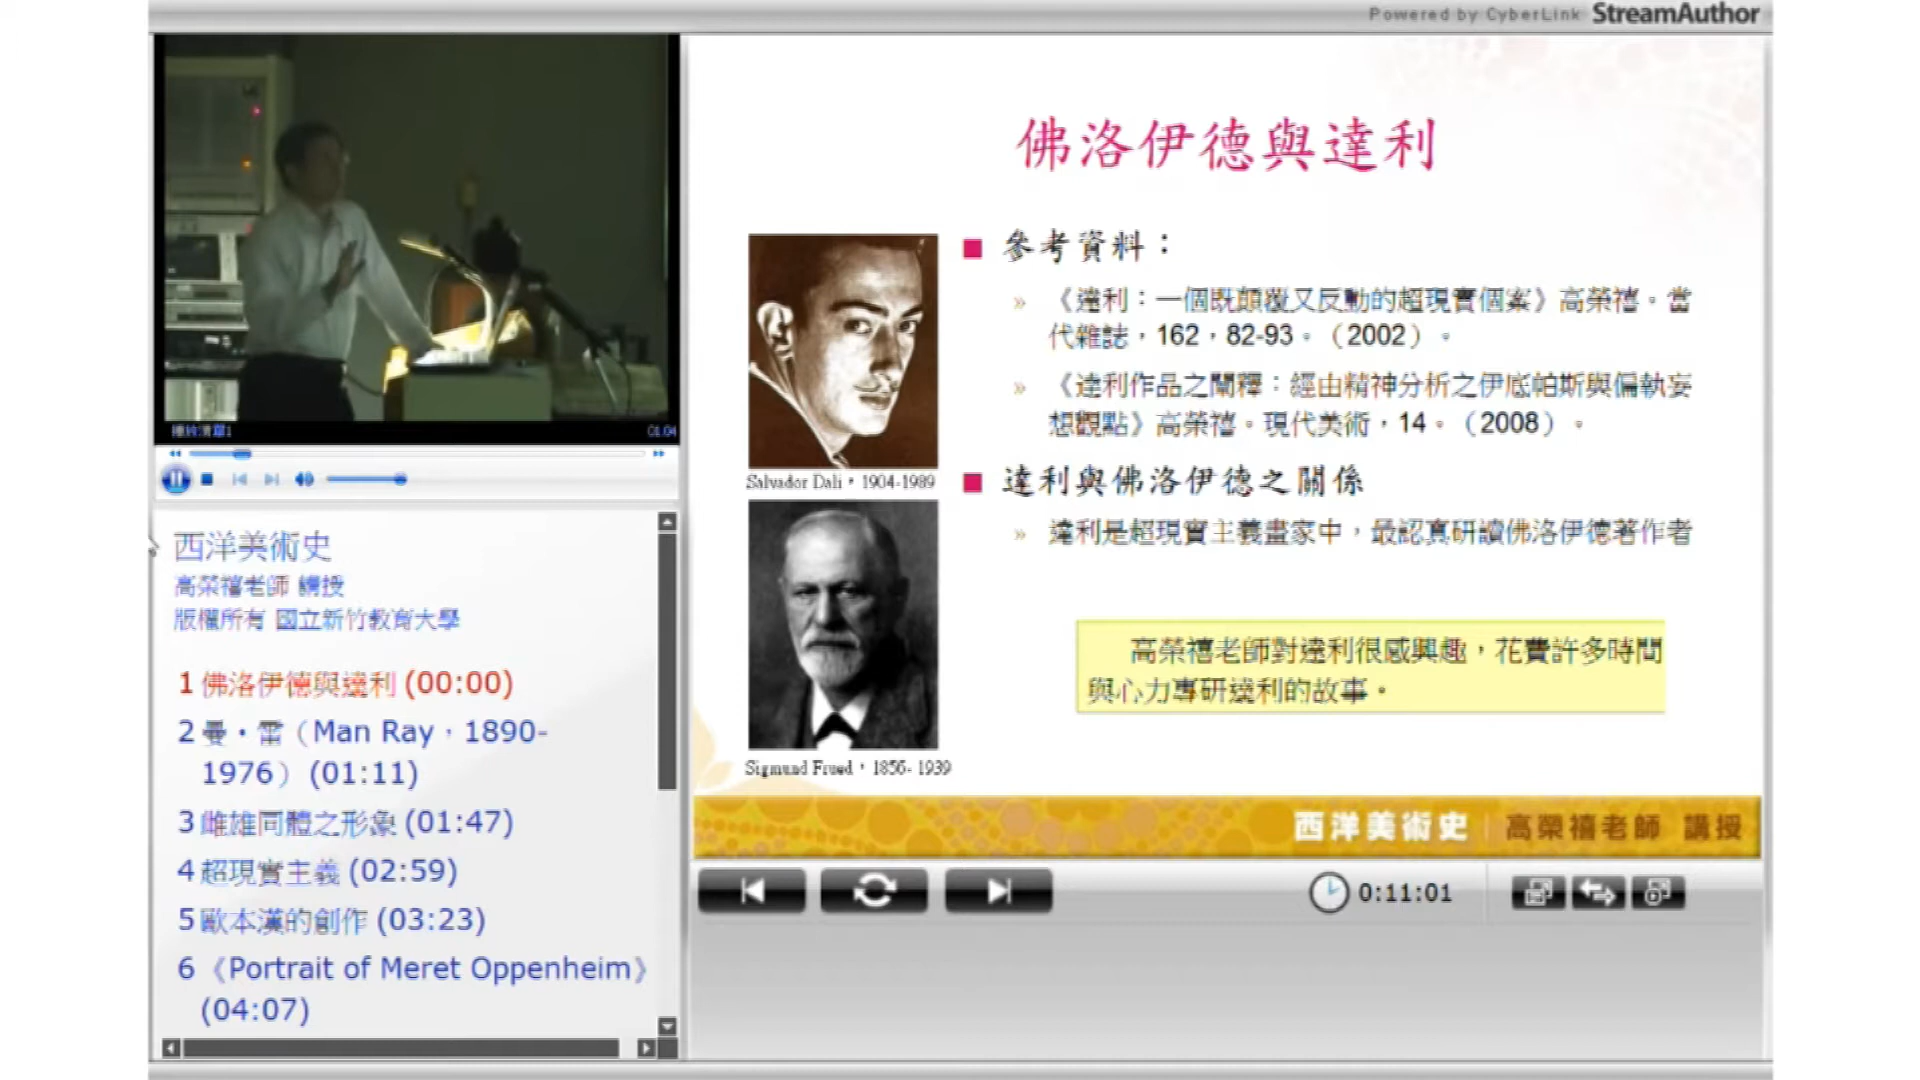 Powered by CyberLink StreamAuthor
01:04
西洋美術史
高榮禧老師 講授
版權所有 國立新竹教育大學
1 佛洛伊德與達利 (00:00)
2 曼・雷（Man Ray，1890-
1976）(01:11)
3 雌雄同體之形象 (01:47)
4 超現實主義 (02:59)
5 歐本漢的創作 (03:23)
6 《Portrait of Meret Oppenheim》
(04:07)
佛洛伊德與達利
Salvador Dali，1904-1989
Sigmund Frued，1856- 1939
■ 參考資料：
» 《達利：一個既顛覆又反動的超現實個案》高榮禧。當
代雜誌，162，82-93。（2002）。
» 《達利作品之闡釋：經由精神分析之伊底帕斯與偏執妄
想觀點》高榮禧。現代美術，14。（2008）。
■ 達利與佛洛伊德之關係
» 達利是超現實主義畫家中，最認真研讀佛洛伊德著作者
高榮禧老師對達利很感興趣，花費許多時間
與心力專研達利的故事。
西洋美術史 | 高榮禧老師 講授
0:11:01